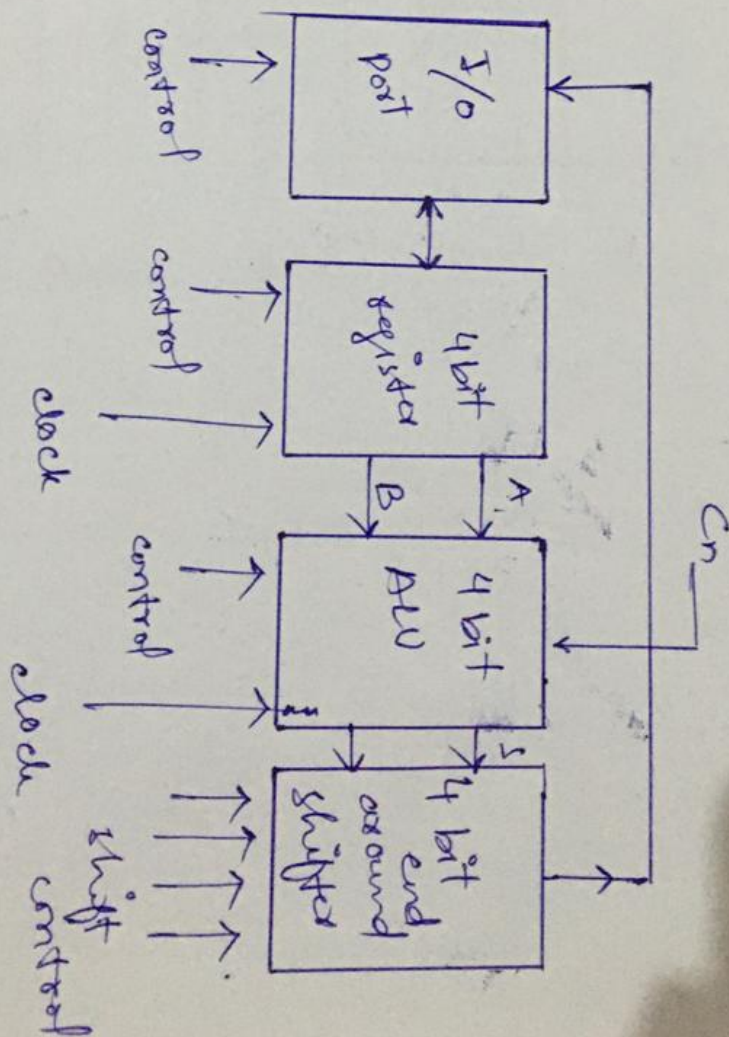 Cn
I/O
port
4 bit
register
A
B
4 bit
ALU
S
4 bit
end
around
shifter
control
control
clock
control
clock
shift
control